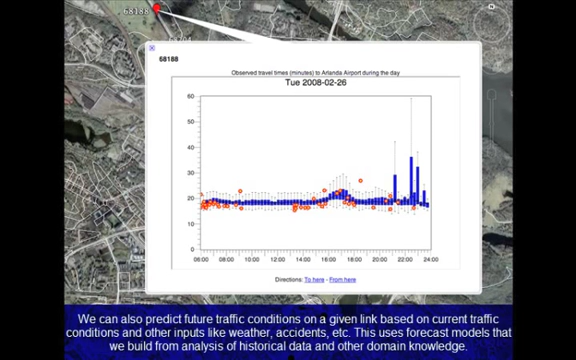 68188
68188
Observed travel times (minutes) to Arlanda Airport during the day
Tue 2008-02-26
60
50
40
30
20
10
0
06:00 08:00 10:00 12:00 14:00 16:00 18:00 20:00 22:00 24:00
Directions: To here - From here
We can also predict future traffic conditions on a given link based on current traffic
conditions and other inputs like weather, accidents, etc. This uses forecast models that
we build from analysis of historical data and other domain knowledge.